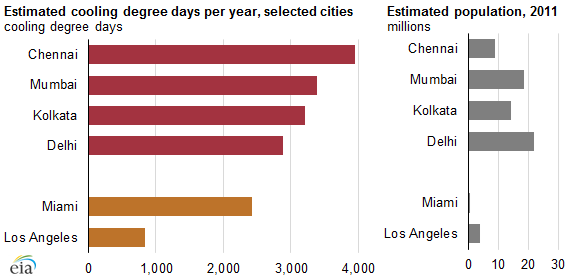 Estimated cooling degree days per year, selected cities
cooling degree days
Chennai
Mumbai
Kolkata
Delhi
Miami
Los Angeles
0 1,000 2,000 3,000 4,000
eia
Estimated population, 2011
millions
Chennai
Mumbai
Kolkata
Delhi
Miami
Los Angeles
0 10 20 30